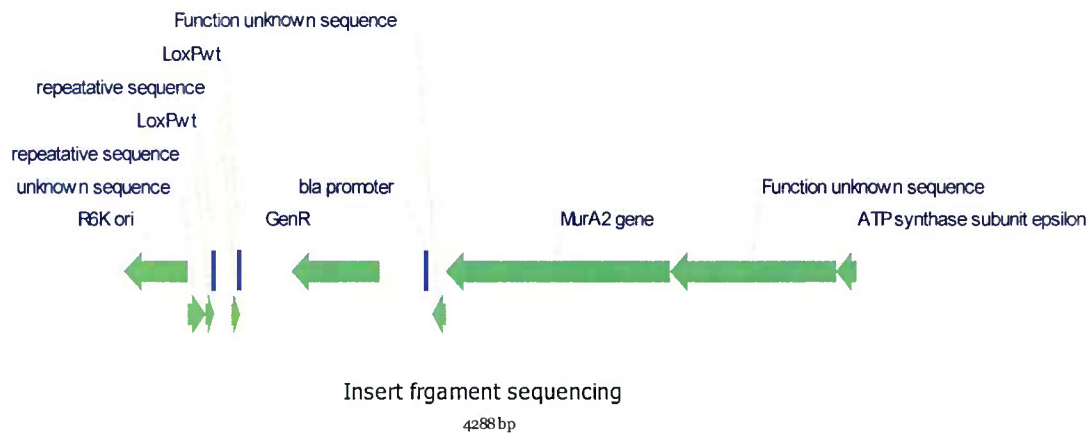 Function unknown sequence
LoxPwt
repeatative sequence
LoxPwt
repeatative sequence
unknown sequence bla promoter Function unknown sequence
R6K ori GenR MurA2 gene ATP synthase subunit epsilon
Insert frgament sequencing
4288 bp